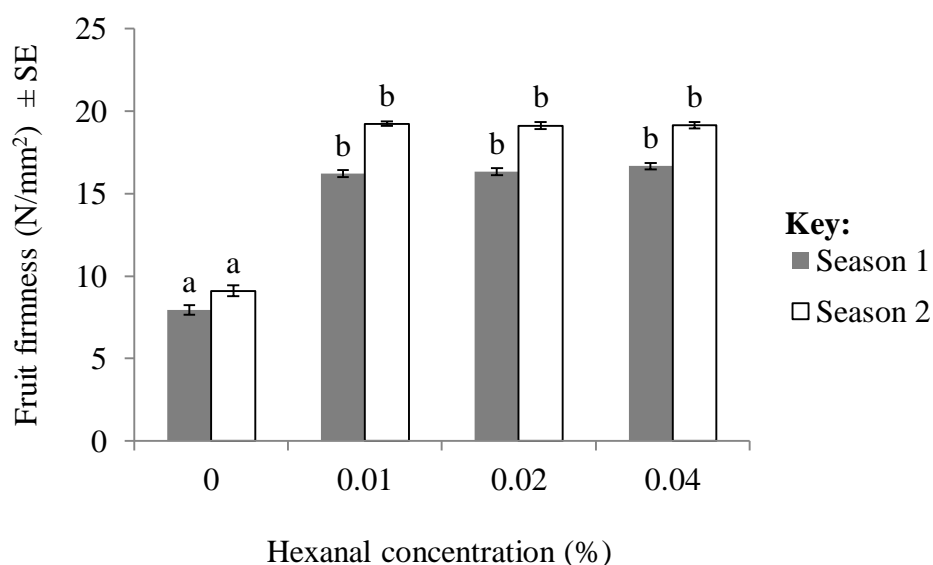 Fruit firmness (N/mm²) ± SE
25
20
15
10
5
0
a
a
b
b
b
b
b
b
0
0.01
0.02
0.04
Hexanal concentration (%)
Key:
Season 1
Season 2